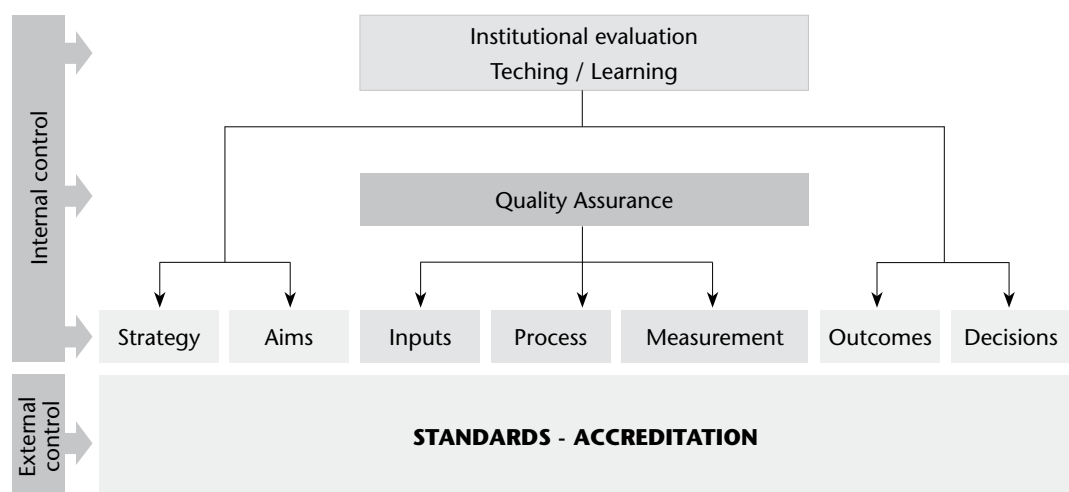 Internal control
Institutional evaluation
Teching / Learning
Quality Assurance
Strategy
Aims
Inputs
Process
Measurement
Outcomes
Decisions
External
control
STANDARDS - ACCREDITATION